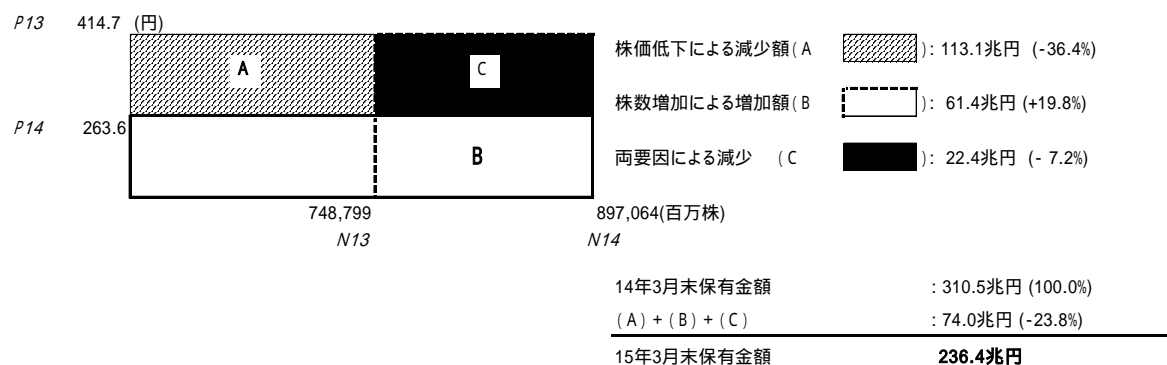 P13 414.7 (円)
A
C
P14 263.6
B
748,799
897,064(百万株)
N13
N14
株価低下による減少額(A ): 113.1兆円 (-36.4%)
株数増加による増加額(B ): 61.4兆円 (+19.8%)
両要因による減少 (C ): 22.4兆円 (- 7.2%)
14年3月末保有金額 : 310.5兆円 (100.0%)
(A)+(B)+(C) : 74.0兆円 (-23.8%)
15年3月末保有金額 236.4兆円